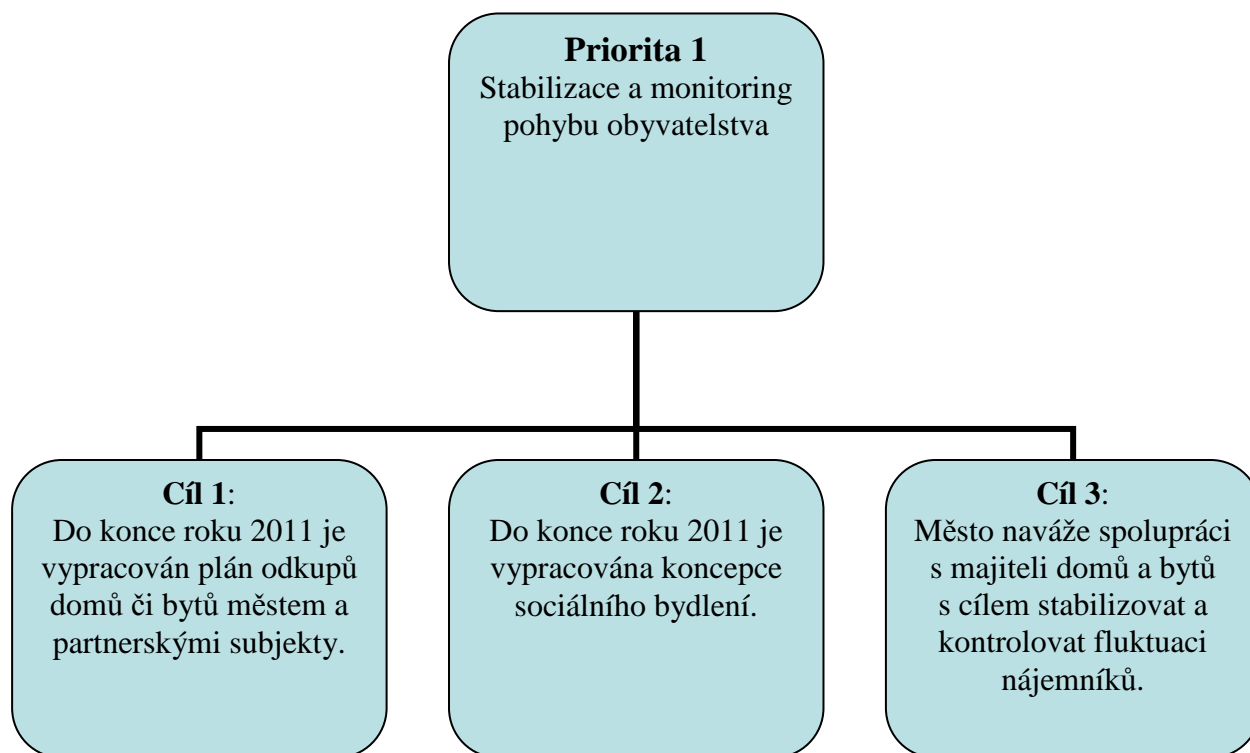 Priorita 1
Stabilizace a monitoring
pohybu obyvatelstva
Cíl 1:
Do konce roku 2011 je
vypracován plán odkupů
domů či bytů městem a
partnerskými subjekty.
Cíl 2:
Do konce roku 2011 je
vypracována koncepce
sociálního bydlení.
Cíl 3:
Město naváže spolupráci
s majiteli domů a bytů
s cílem stabilizovat a
kontrolovat fluktuaci
nájemníků.